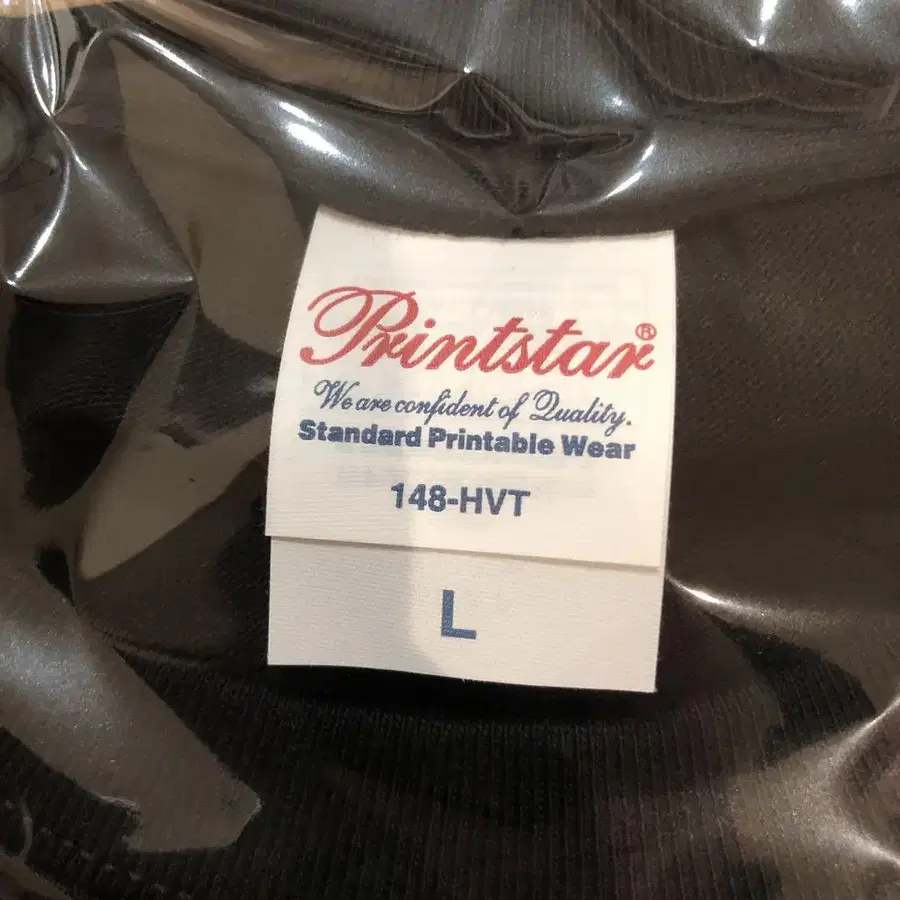 Printstar®
We are confident of Quality.
Standard Printable Wear
148-HVT
L